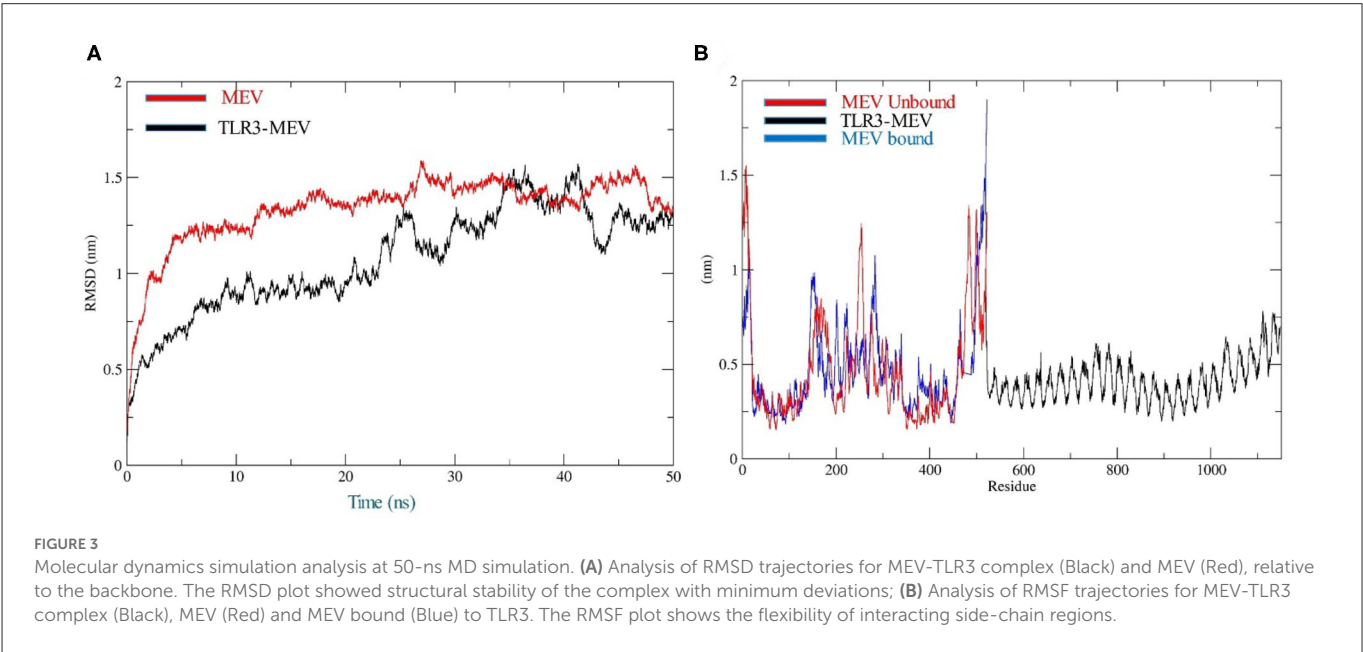 A
B
2
MEV
TLR3-MEV
1.5
1
0.5
0
RMSD (nm)
0
10
20
30
40
50
Time (ns)
2
MEV Unbound
TLR3-MEV
MEV bound
1.5
1
0.5
0
(nm)
0
200
400
600
800
1000
Residue
FIGURE 3
Molecular dynamics simulation analysis at 50-ns MD simulation. (A) Analysis of RMSD trajectories for MEV-TLR3 complex (Black) and MEV (Red), relative
to the backbone. The RMSD plot showed structural stability of the complex with minimum deviations; (B) Analysis of RMSF trajectories for MEV-TLR3
complex (Black), MEV (Red) and MEV bound (Blue) to TLR3. The RMSF plot shows the flexibility of interacting side-chain regions.